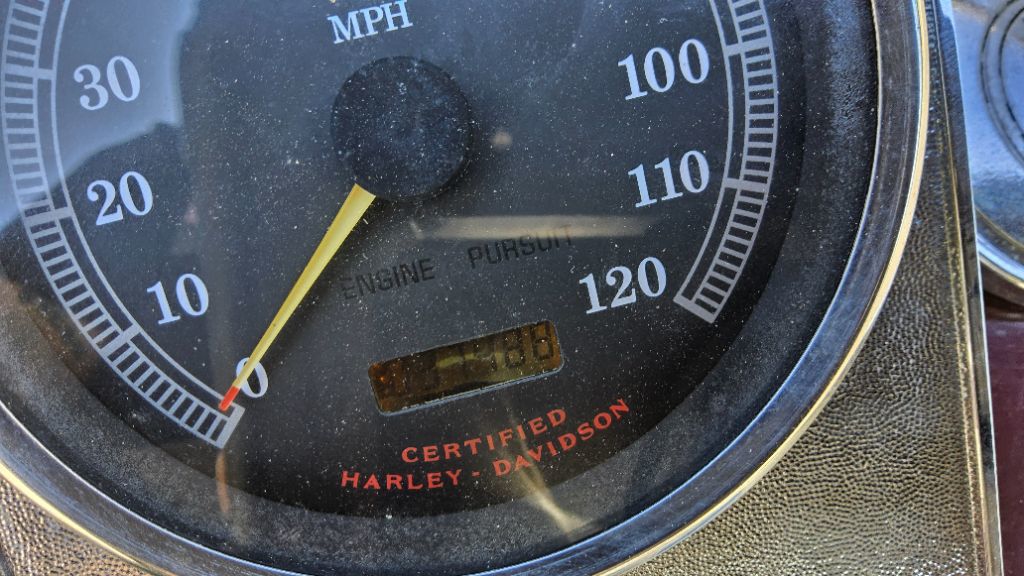 MPH
30
100
20
110
10
ENGINE PURSUIT
120
0
CERTIFIED
HARLEY-DAVIDSON